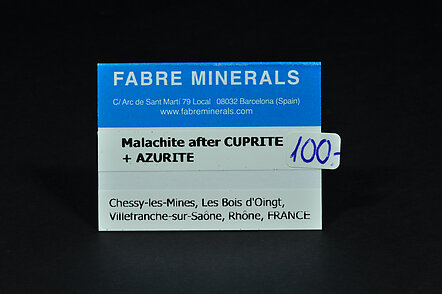 FABRE MINERALS
C/ Arc de Sant Martí 79 Local 08032 Barcelona (Spain)
www.fabreminerals.com
Malachite after CUPRITE
+ AZURITE
100.-
Chessy-les-Mines, Les Bois d'Oingt,
Villefranche-sur-Saône, Rhône, FRANCE